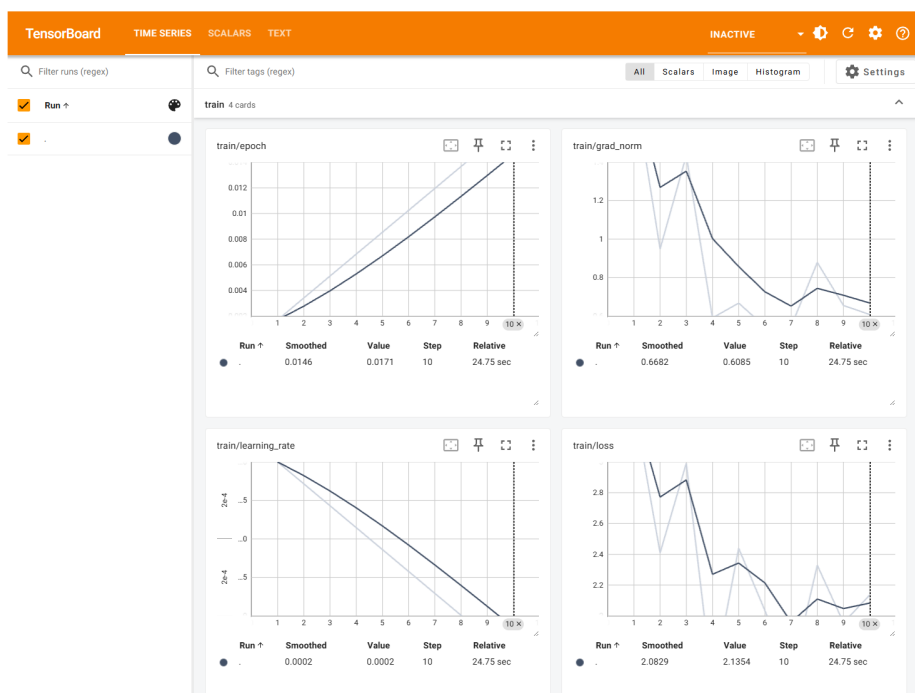 TensorBoard TIME SERIES SCALARS TEXT INACTIVE
Filter runs (regex)
Filter tags (regex)
All Scalars Image Histogram Settings
Run ↑
.
train 4 cards
train/epoch
0.012
0.01
0.008
0.006
0.004
1 2 3 4 5 6 7 8 9 10 ×
Run ↑ Smoothed Value Step Relative
. 0.0146 0.0171 10 24.75 sec
train/grad_norm
1.2
1
0.8
1 2 3 4 5 6 7 8 9 10 ×
Run ↑ Smoothed Value Step Relative
. 0.6682 0.6085 10 24.75 sec
train/learning_rate
2e-4
...5
...0
2e-4
...5
1 2 3 4 5 6 7 8 9 10 ×
Run ↑ Smoothed Value Step Relative
. 0.0002 0.0002 10 24.75 sec
train/loss
2.8
2.6
2.4
2.2
1 2 3 4 5 6 7 8 9 10 ×
Run ↑ Smoothed Value Step Relative
. 2.0829 2.1354 10 24.75 sec